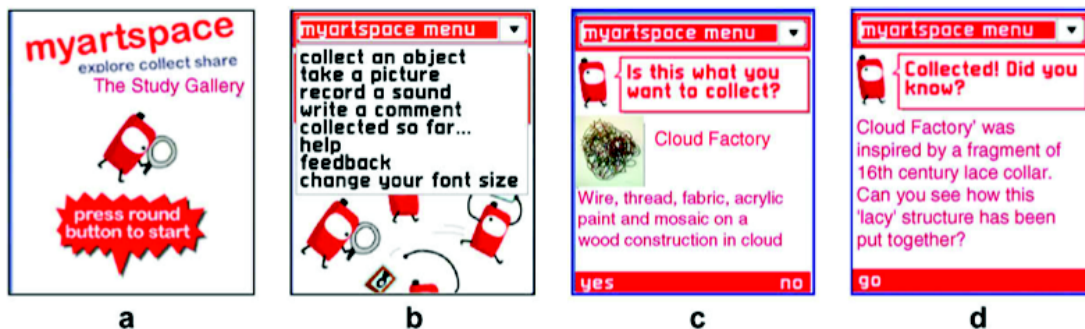 myartspace
explore collect share
The Study Gallery
press round
button to start
a
myartspace menu
collect an object
take a picture
record a sound
write a comment
collected so far...
help
feedback
change your font size
b
myartspace menu
Is this what you
want to collect?
Cloud Factory
Wire, thread, fabric, acrylic
paint and mosaic on a
wood construction in cloud
yes no
c
myartspace menu
Collected! Did you
know?
Cloud Factory' was
inspired by a fragment of
16th century lace collar.
Can you see how this
'lacy' structure has been
put together?
go
d